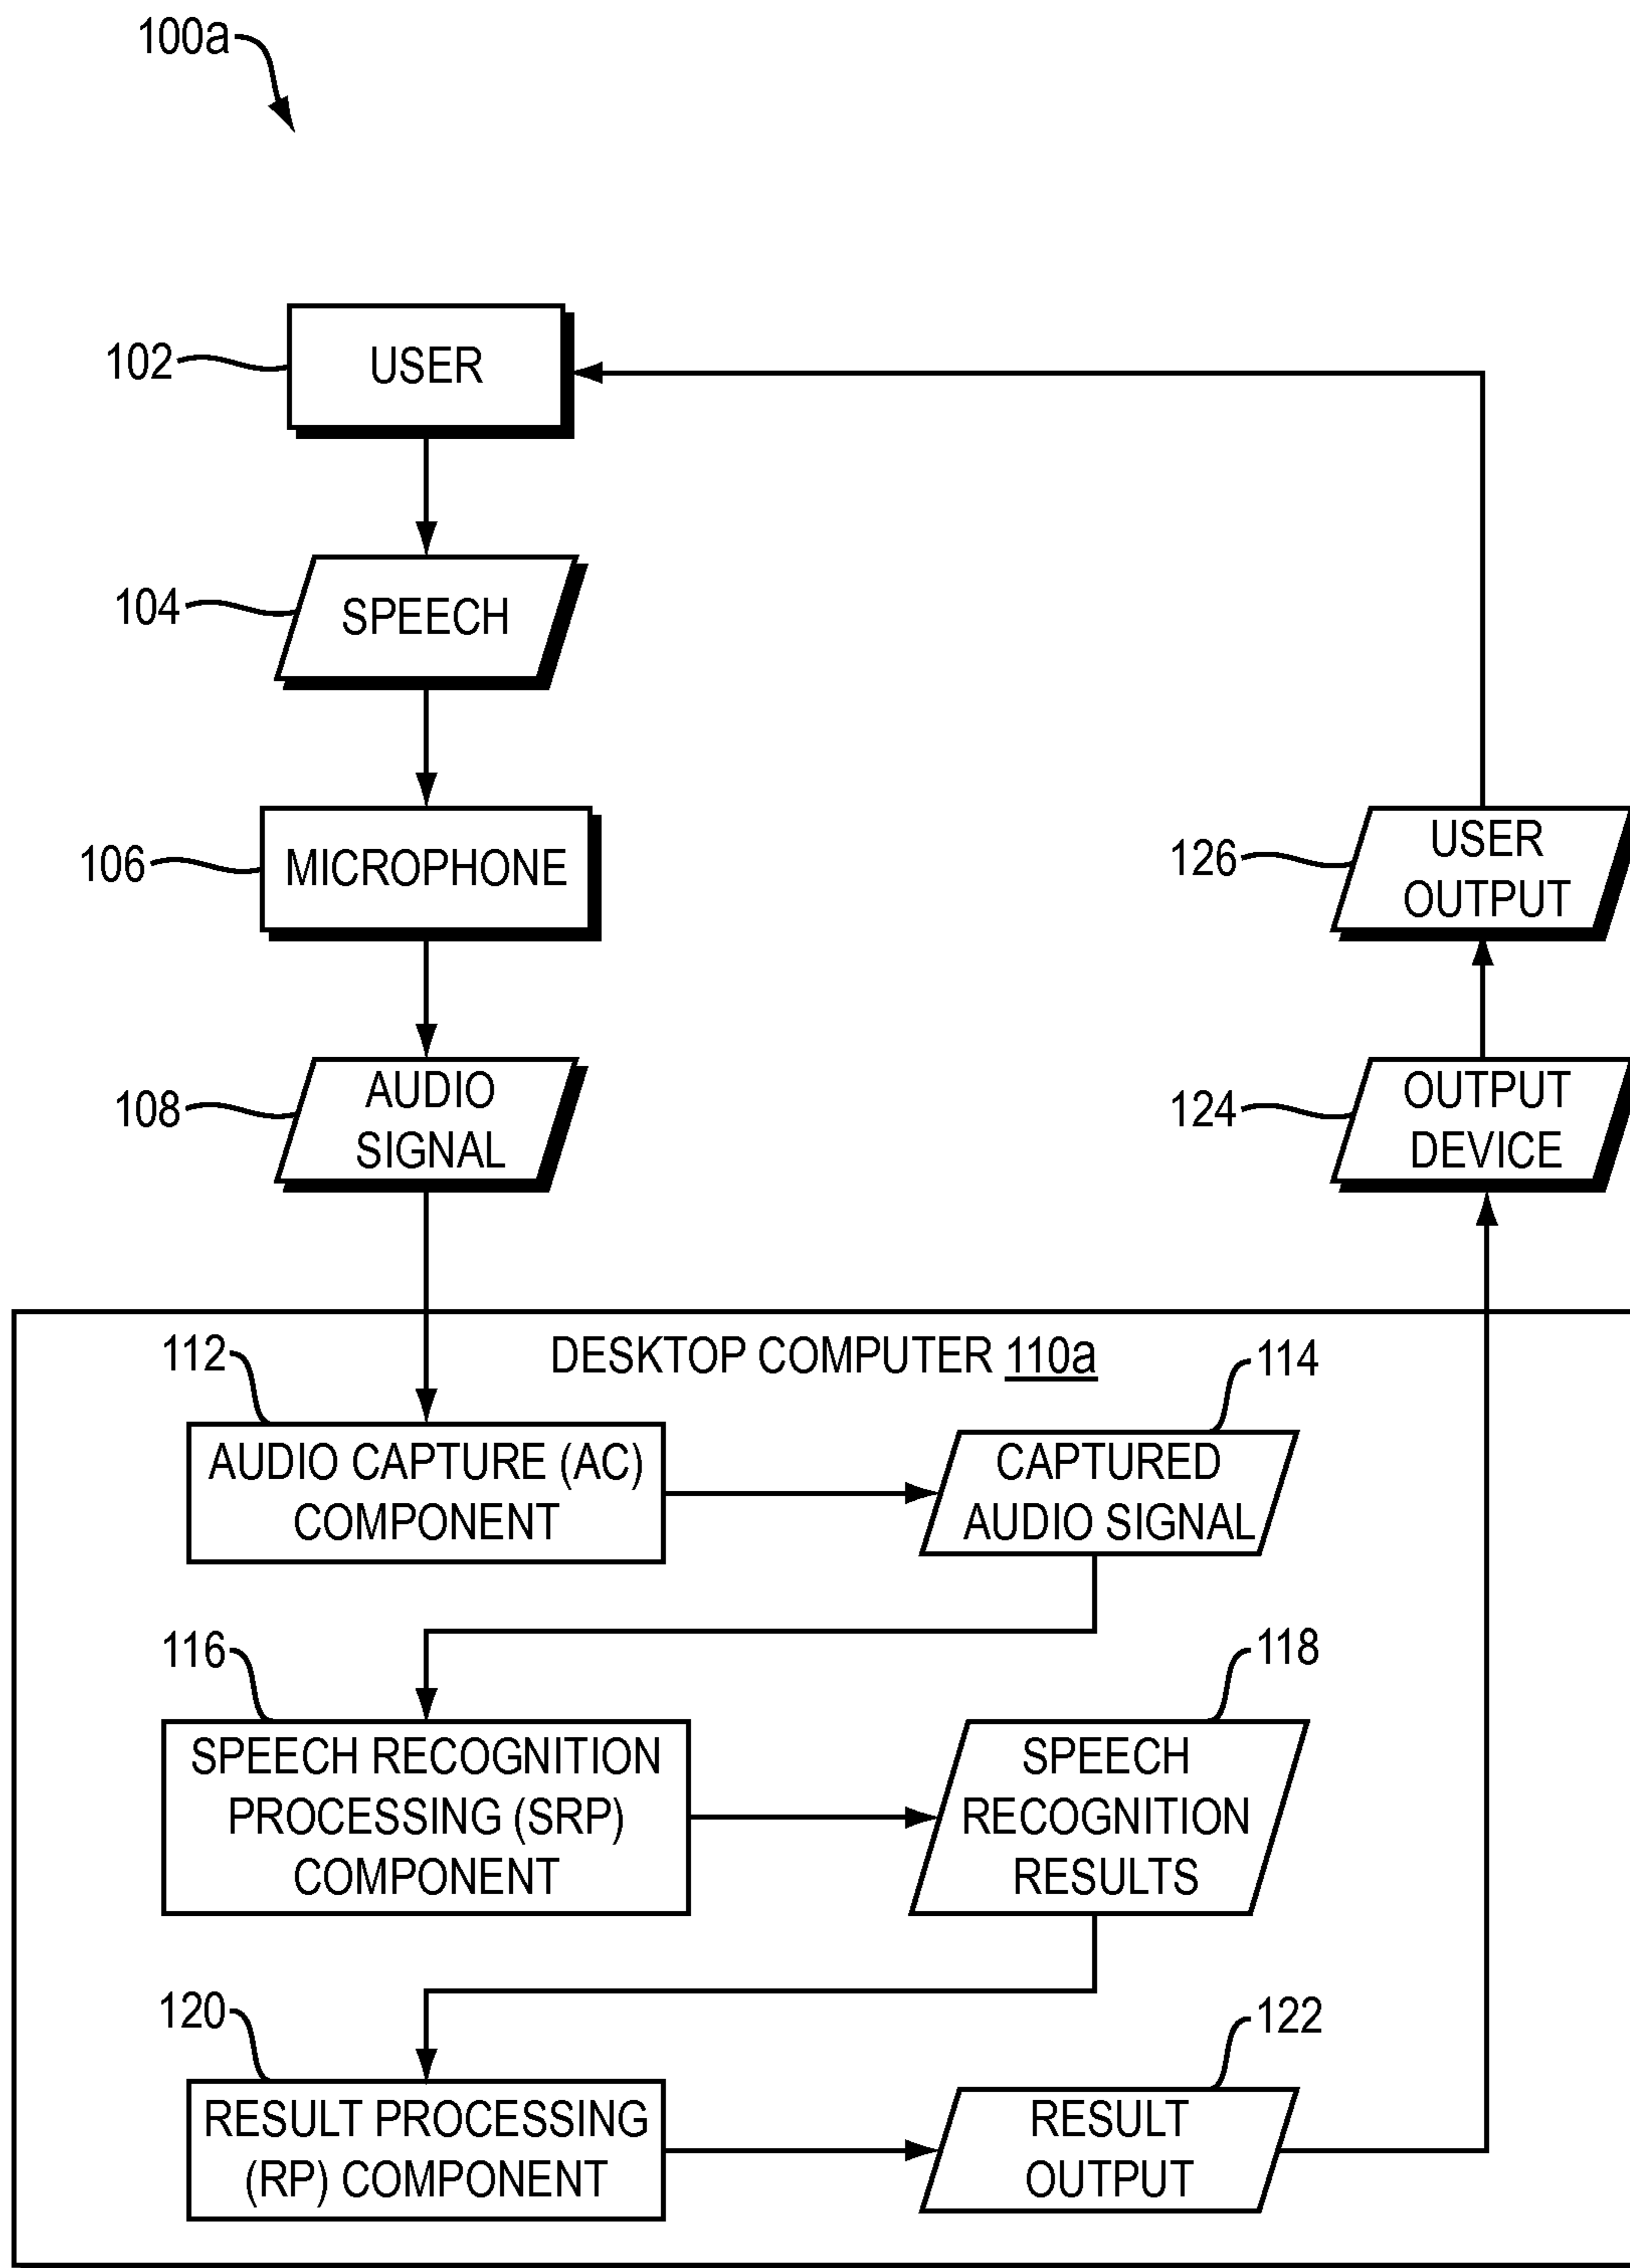 100a
102
USER
104
SPEECH
106
MICROPHONE
126
USER
OUTPUT
108
AUDIO
SIGNAL
124
OUTPUT
DEVICE
DESKTOP COMPUTER 110a
112
AUDIO CAPTURE (AC)
COMPONENT
114
CAPTURED
AUDIO SIGNAL
116
SPEECH RECOGNITION
PROCESSING (SRP)
COMPONENT
118
SPEECH
RECOGNITION
RESULTS
120
RESULT PROCESSING
(RP) COMPONENT
122
RESULT
OUTPUT